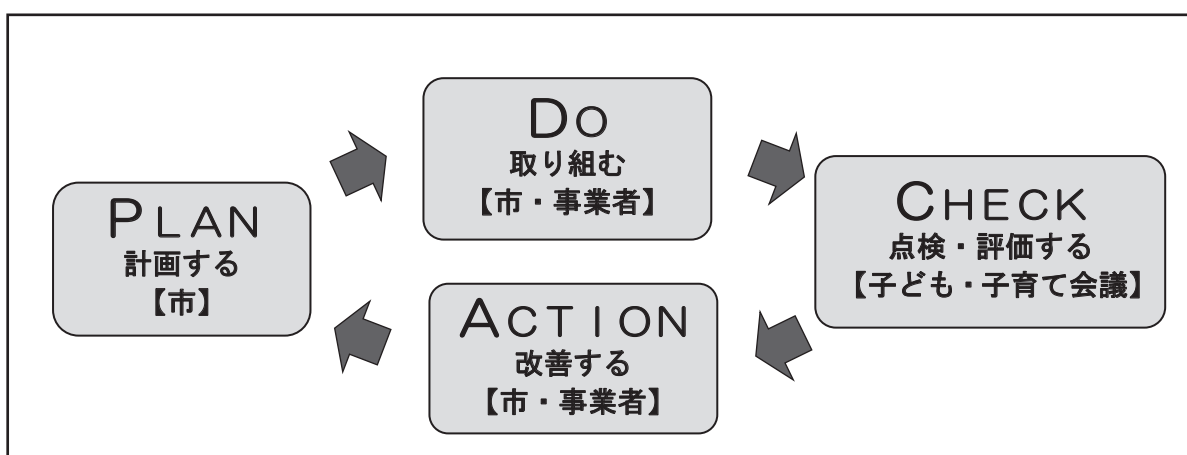 PLAN
計画する
【市】
DO
取り組む
【市・事業者】
CHECK
点検・評価する
【子ども・子育て会議】
ACTION
改善する
【市・事業者】